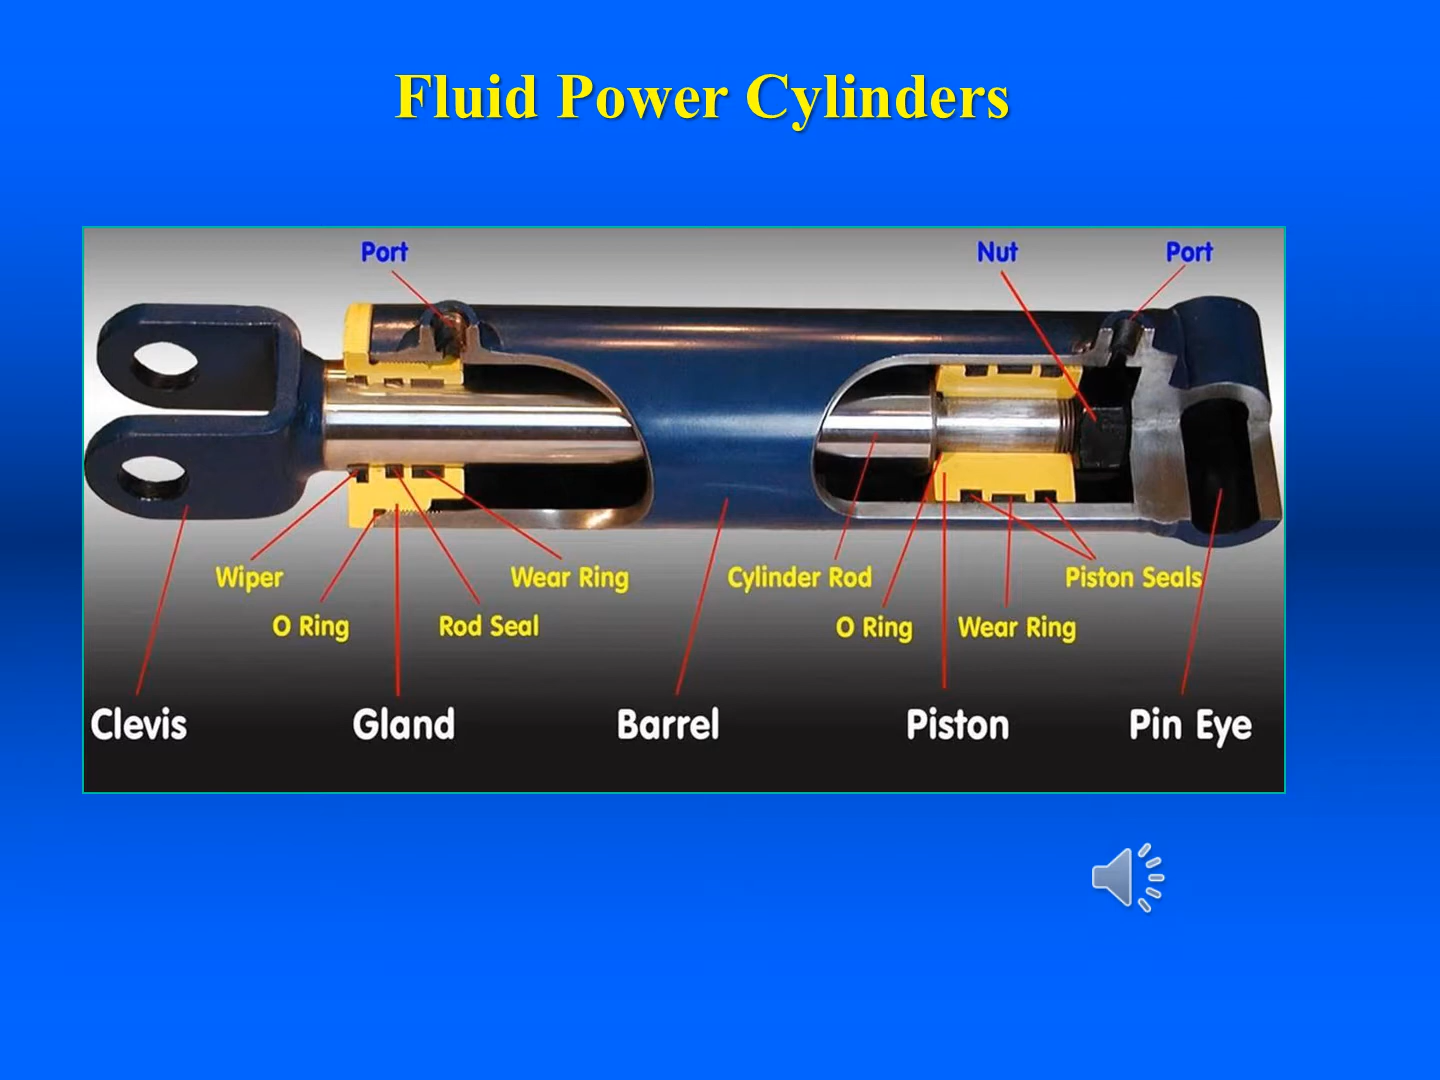 Fluid Power Cylinders
Port
Nut
Port
Wiper
Wear Ring
Cylinder Rod
Piston Seals
O Ring
Rod Seal
O Ring
Wear Ring
Clevis
Gland
Barrel
Piston
Pin Eye